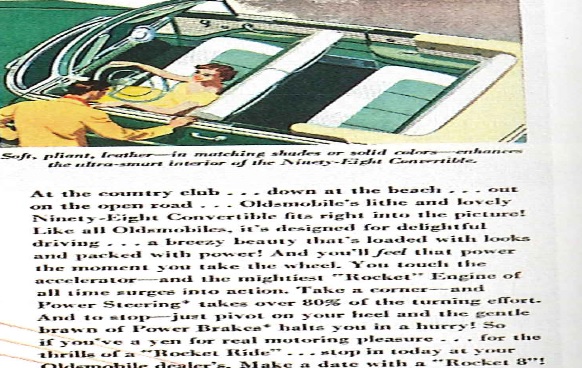 Soft, pliant, leather—in matching shades or solid colors—enhances
the ultra-smart interior of the Ninety-Eight Convertible.
At the country club . . . down at the beach . . . out
on the open road . . . Oldsmobile's lithe and lovely
Ninety-Eight Convertible fits right into the picture!
Like all Oldsmobiles, it's designed for delightful
driving . . . a breezy beauty that's loaded with looks
and packed with power! And you'll feel that power
the moment you take the wheel. You touch the
accelerator—and the mightiest "Rocket" Engine of
all time surges into action. Take a corner—and
Power Steering* takes over 80% of the turning effort.
And to stop—just pivot on your heel and the gentle
brawn of Power Brakes* halts you in a hurry! So
if you've a yen for real motoring pleasure . . . for the
thrills of a "Rocket Ride" . . . stop in today at your
Oldsmobile dealer's. Make a date with a "Rocket 8"!